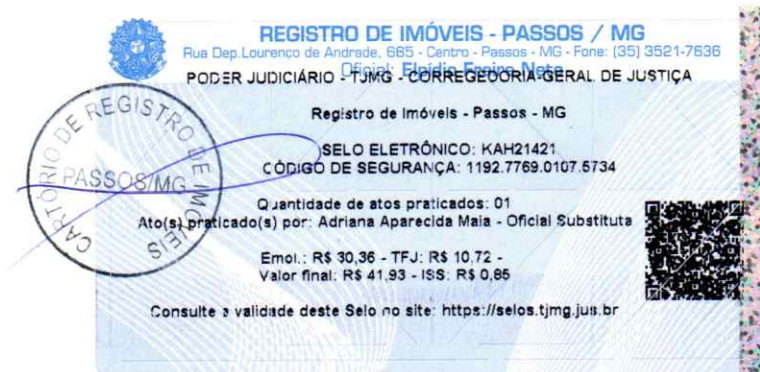 REGISTRO DE IMÓVEIS - PASSOS / MG
Rua Dep.Lourenço de Andrade, 665 - Centro - Passos - MG - Fone: (35) 3521-7636
Oficial: Elpídio Freire Neto
PODER JUDICIÁRIO - TJMG - CORREGEDORIA-GERAL DE JUSTIÇA
Registro de Imóveis - Passos - MG
SELO ELETRÔNICO: KAH21421
CÓDIGO DE SEGURANÇA: 1192.7769.0107.5734
Quantidade de atos praticados: 01
Ato(s) praticado(s) por: Adriana Aparecida Maia - Oficial Substituta
Emol.: R$ 30,36 - TFJ: R$ 10,72 -
Valor final: R$ 41,93 - ISS: R$ 0,85
Consulte a validade deste Selo no site: https://selos.tjmg.jus.br
CARTÓRIO DE REGISTRO DE IMÓVEIS
PASSOS/MG